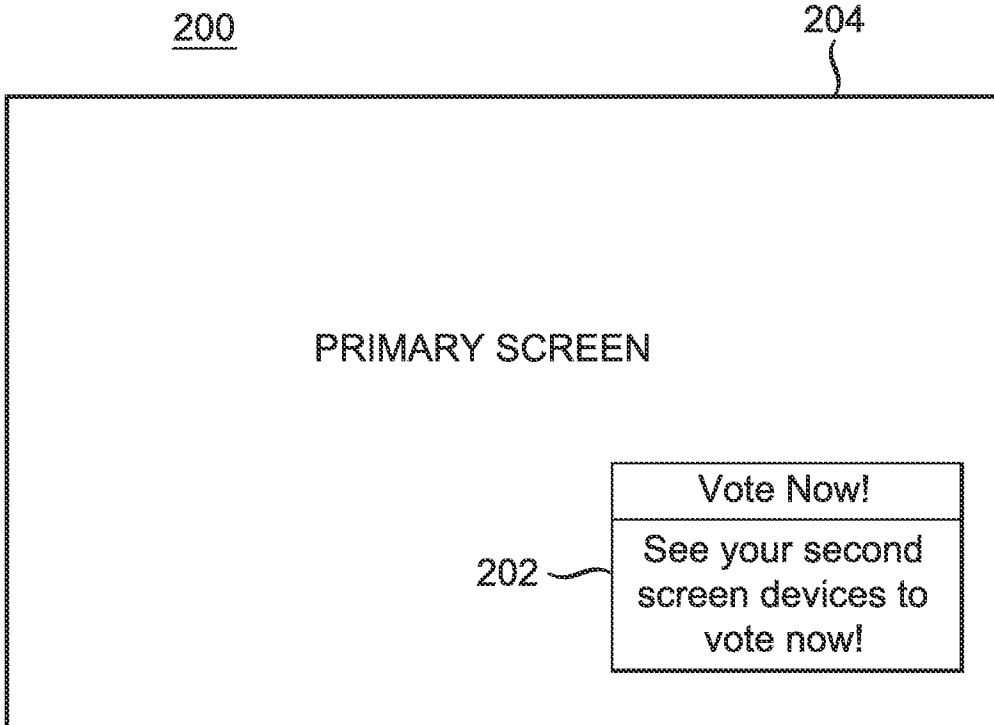 200
204
PRIMARY SCREEN
Vote Now!
202
See your second
screen devices to
vote now!